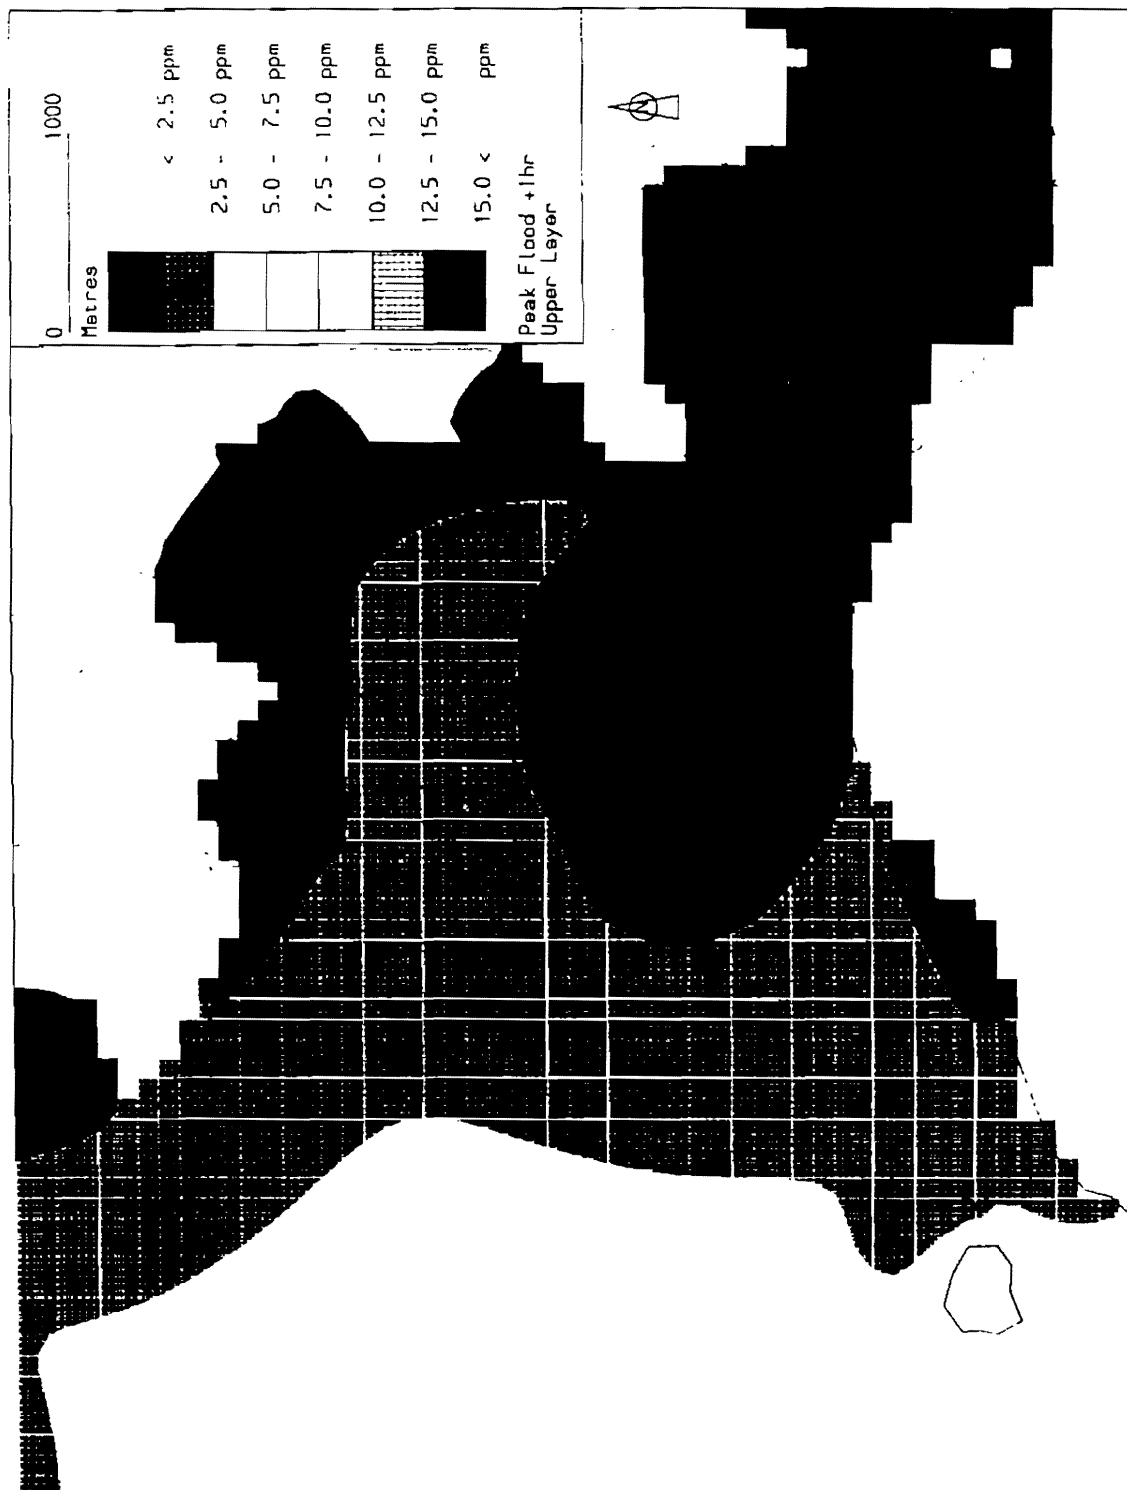 0 1000
Metres
< 2.5 ppm
2.5 - 5.0 ppm
5.0 - 7.5 ppm
7.5 - 10.0 ppm
10.0 - 12.5 ppm
12.5 - 15.0 ppm
15.0 < ppm
Peak Flood +1hr
Upper Layer
N